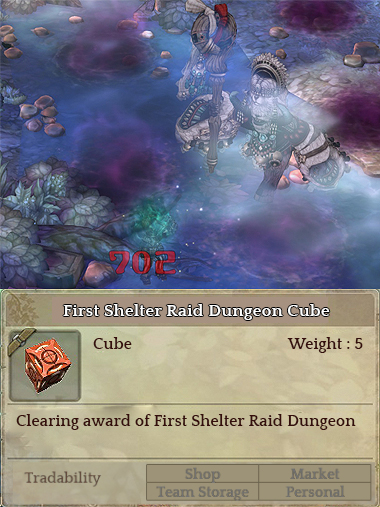 702
First Shelter Raid Dungeon Cube
Cube Weight : 5
Clearing award of First Shelter Raid Dungeon
Tradability Shop Market
Team Storage Personal